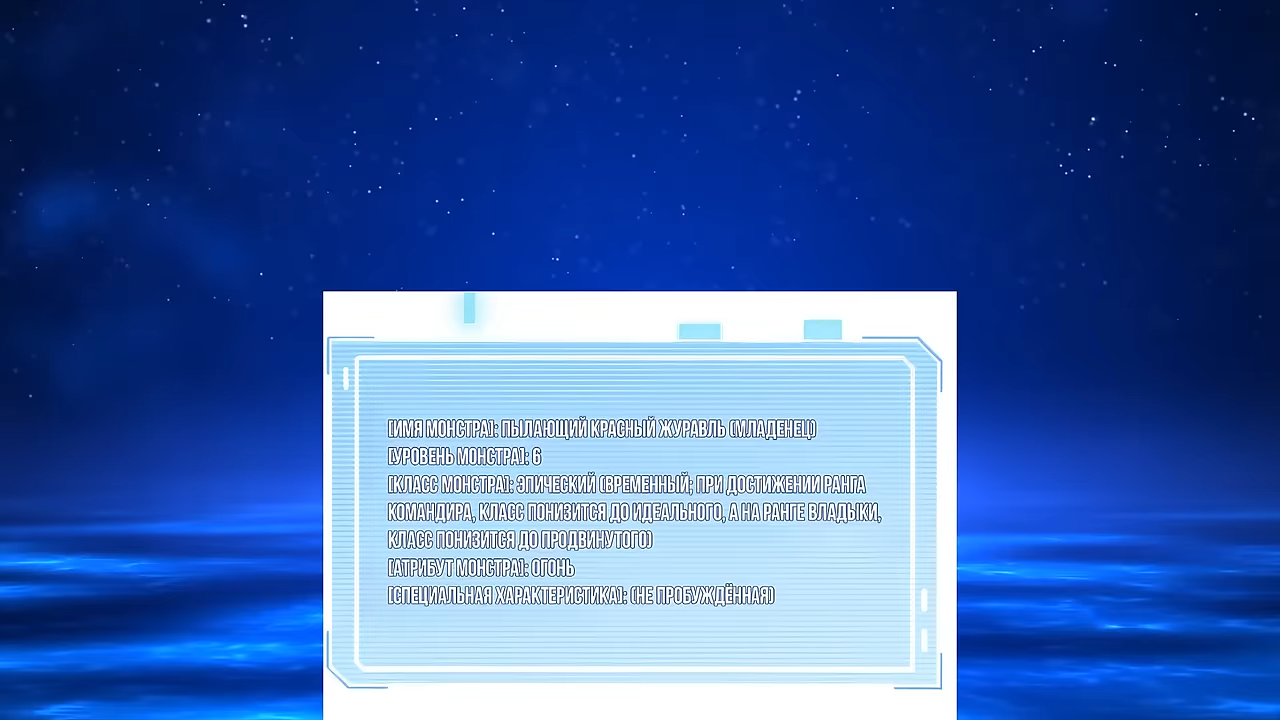 [ИМЯ МОНСТРА]: ПЫЛАЮЩИЙ КРАСНЫЙ ЖУРАВЛЬ (МЛАДЕНЕЦ)
[УРОВЕНЬ МОНСТРА]: 6
[КЛАСС МОНСТРА]: ЭПИЧЕСКИЙ (ВРЕМЕННЫЙ; ПРИ ДОСТИЖЕНИИ РАНГА
КОМАНДИРА, КЛАСС ПОНИЗИТСЯ ДО ИДЕАЛЬНОГО, А НА РАНГЕ ВЛАДЫКИ,
КЛАСС ПОНИЗИТСЯ ДО ПРОДВИНУТОГО)
[АТРИБУТ МОНСТРА]: ОГОНЬ
[СПЕЦИАЛЬНАЯ ХАРАКТЕРИСТИКА]: (НЕ ПРОБУЖДЁННАЯ)